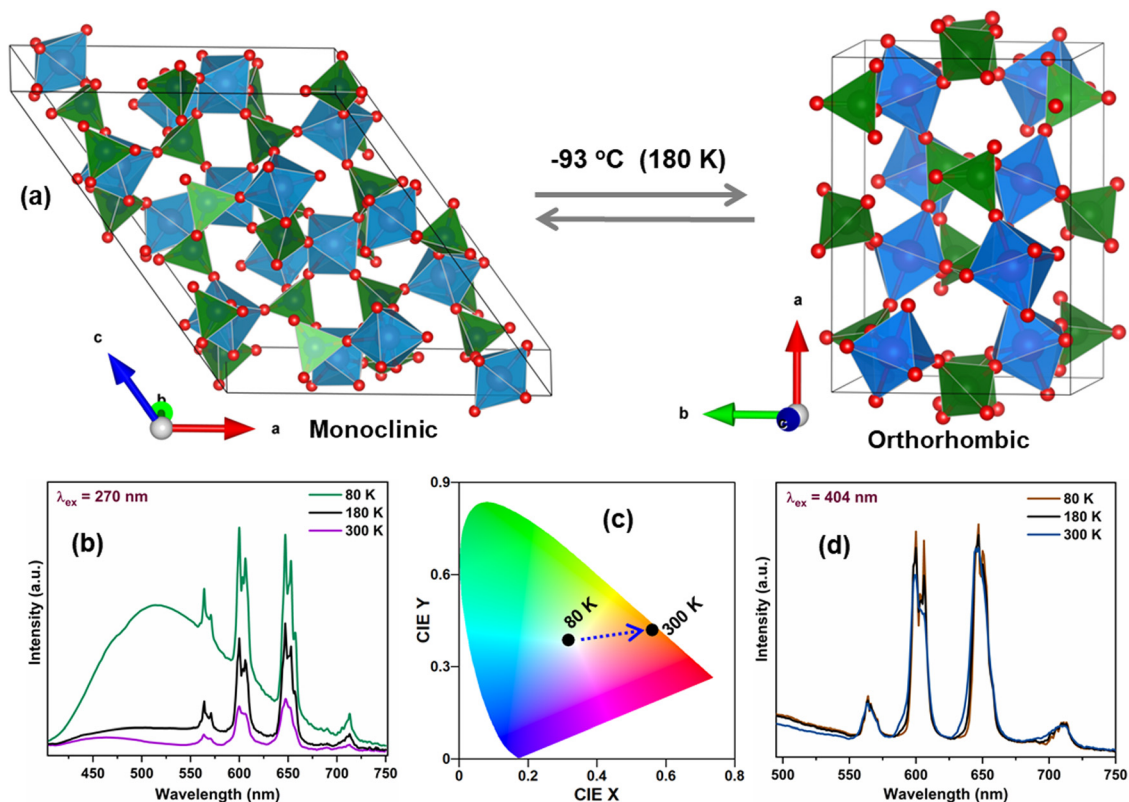 (a)
-93 °C (180 K)
c
b
a
Monoclinic
a
b
c
Orthorhombic
(b)
λex = 270 nm
80 K
180 K
300 K
Intensity (a.u.)
450 500 550 600 650 700 750
Wavelength (nm)
(c)
0.9
0.6
0.3
0
CIE Y
80 K
300 K
0 0.2 0.4 0.6 0.8
CIE X
(d)
λex = 404 nm
80 K
180 K
300 K
Intensity (a.u.)
500 550 600 650 700 750
Wavelength (nm)